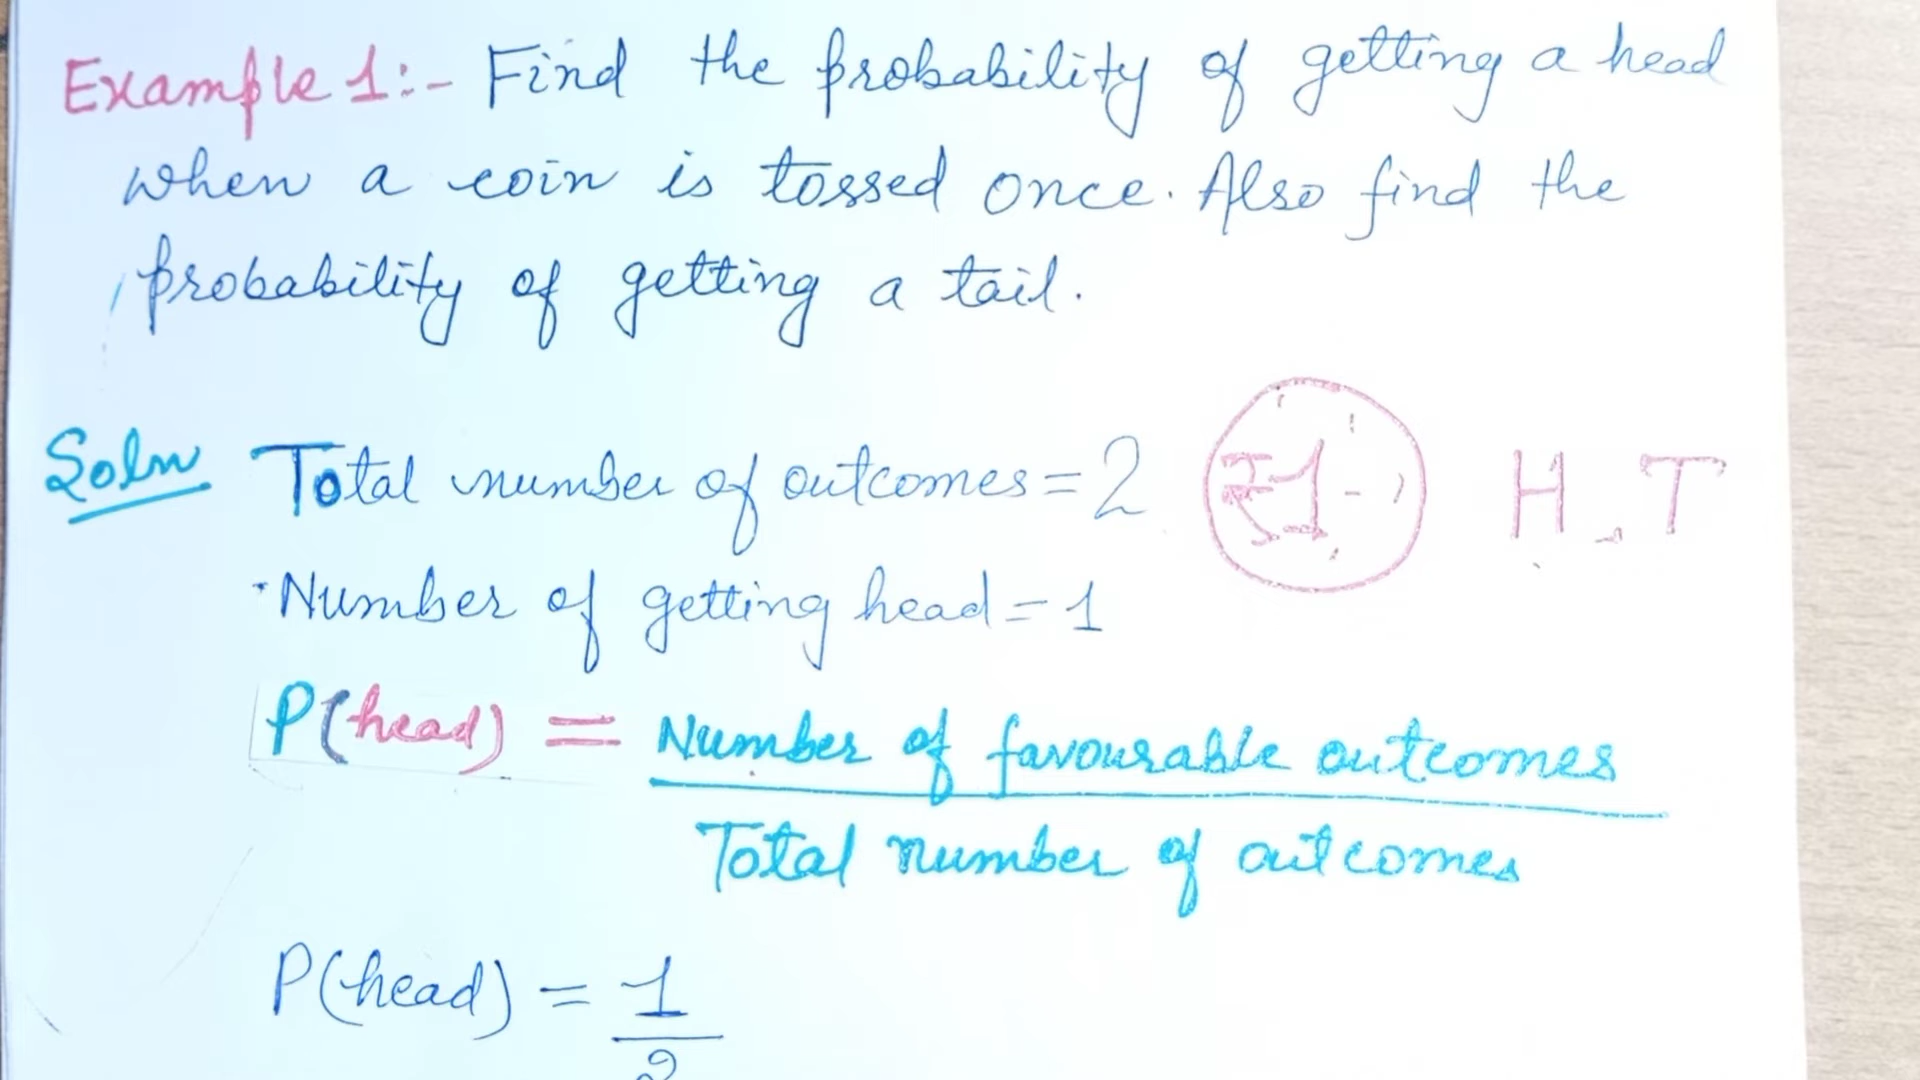 Example 1:- Find the probability of getting a head
when a coin is tossed once. Also find the
probability of getting a tail.
Soln Total number of outcomes = 2 ₹1 H, T
Number of getting head = 1
P(head) = Number of favourable outcomes
Total number of outcomes
P(head) = 1
2